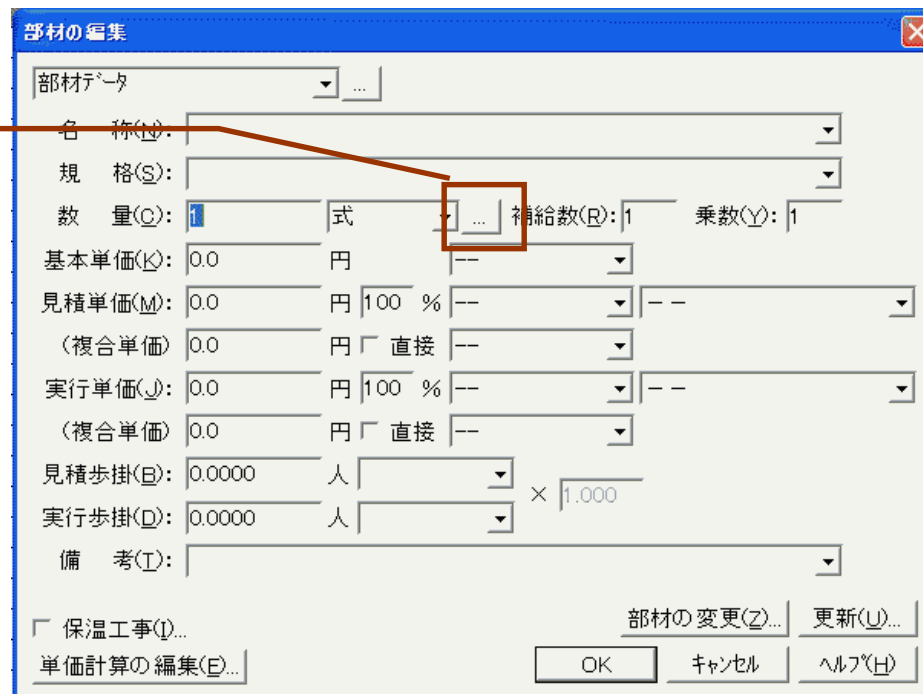 部材の編集
部材ﾃﾞｰﾀ ...
名 称(N):
規 格(S):
数 量(C): 1 式 ... 補給数(R): 1 乗数(Y): 1
基本単価(K): 0.0 円 --
見積単価(M): 0.0 円 100 % -- - -
(複合単価) 0.0 円 直接 --
実行単価(J): 0.0 円 100 % -- - -
(複合単価) 0.0 円 直接 --
見積歩掛(B): 0.0000 人
× 1.000
実行歩掛(D): 0.0000 人
備 考(T):
部材の変更(Z)... 更新(U)...
保温工事(I)...
単価計算の編集(E)... OK ｷｬﾝｾﾙ ﾍﾙﾌﾟ(H)